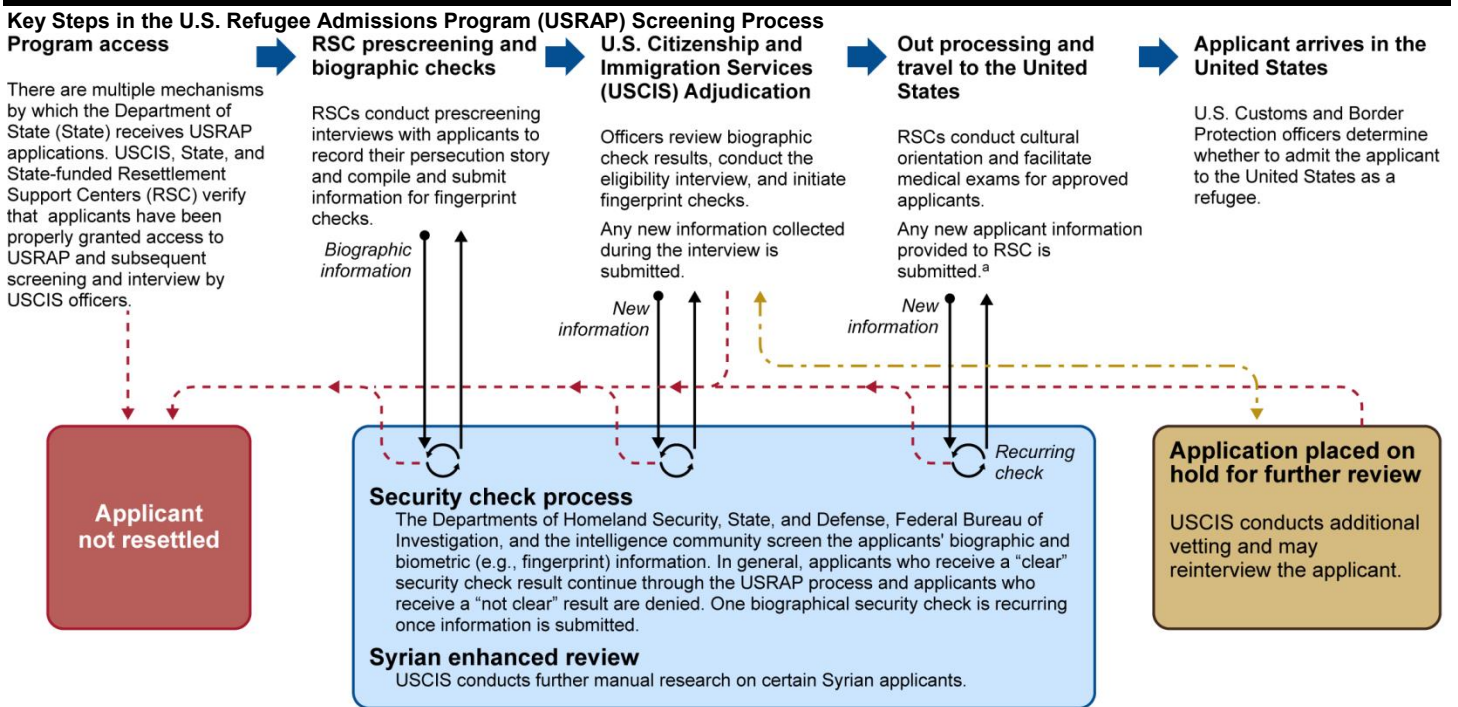 Key Steps in the U.S. Refugee Admissions Program (USRAP) Screening Process
Program access
There are multiple mechanisms
by which the Department of
State (State) receives USRAP
applications. USCIS, State, and
State-funded Resettlement
Support Centers (RSC) verify
that applicants have been
properly granted access to
USRAP and subsequent
screening and interview by
USCIS officers.
RSC prescreening and
biographic checks
RSCs conduct prescreening
interviews with applicants to
record their persecution story
and compile and submit
information for fingerprint
checks.
Biographic
information
U.S. Citizenship and
Immigration Services
(USCIS) Adjudication
Officers review biographic
check results, conduct the
eligibility interview, and initiate
fingerprint checks.
Any new information collected
during the interview is
submitted.
New
information
Out processing and
travel to the United
States
RSCs conduct cultural
orientation and facilitate
medical exams for approved
applicants.
Any new applicant information
provided to RSC is
submitted.ª
New
information
Applicant arrives in the
United States
U.S. Customs and Border
Protection officers determine
whether to admit the applicant
to the United States as a
refugee.
Applicant
not resettled
Recurring
check
Security check process
The Departments of Homeland Security, State, and Defense, Federal Bureau of
Investigation, and the intelligence community screen the applicants' biographic and
biometric (e.g., fingerprint) information. In general, applicants who receive a “clear”
security check result continue through the USRAP process and applicants who
receive a “not clear” result are denied. One biographical security check is recurring
once information is submitted.
Syrian enhanced review
USCIS conducts further manual research on certain Syrian applicants.
Application placed on
hold for further review
USCIS conducts additional
vetting and may
reinterview the applicant.